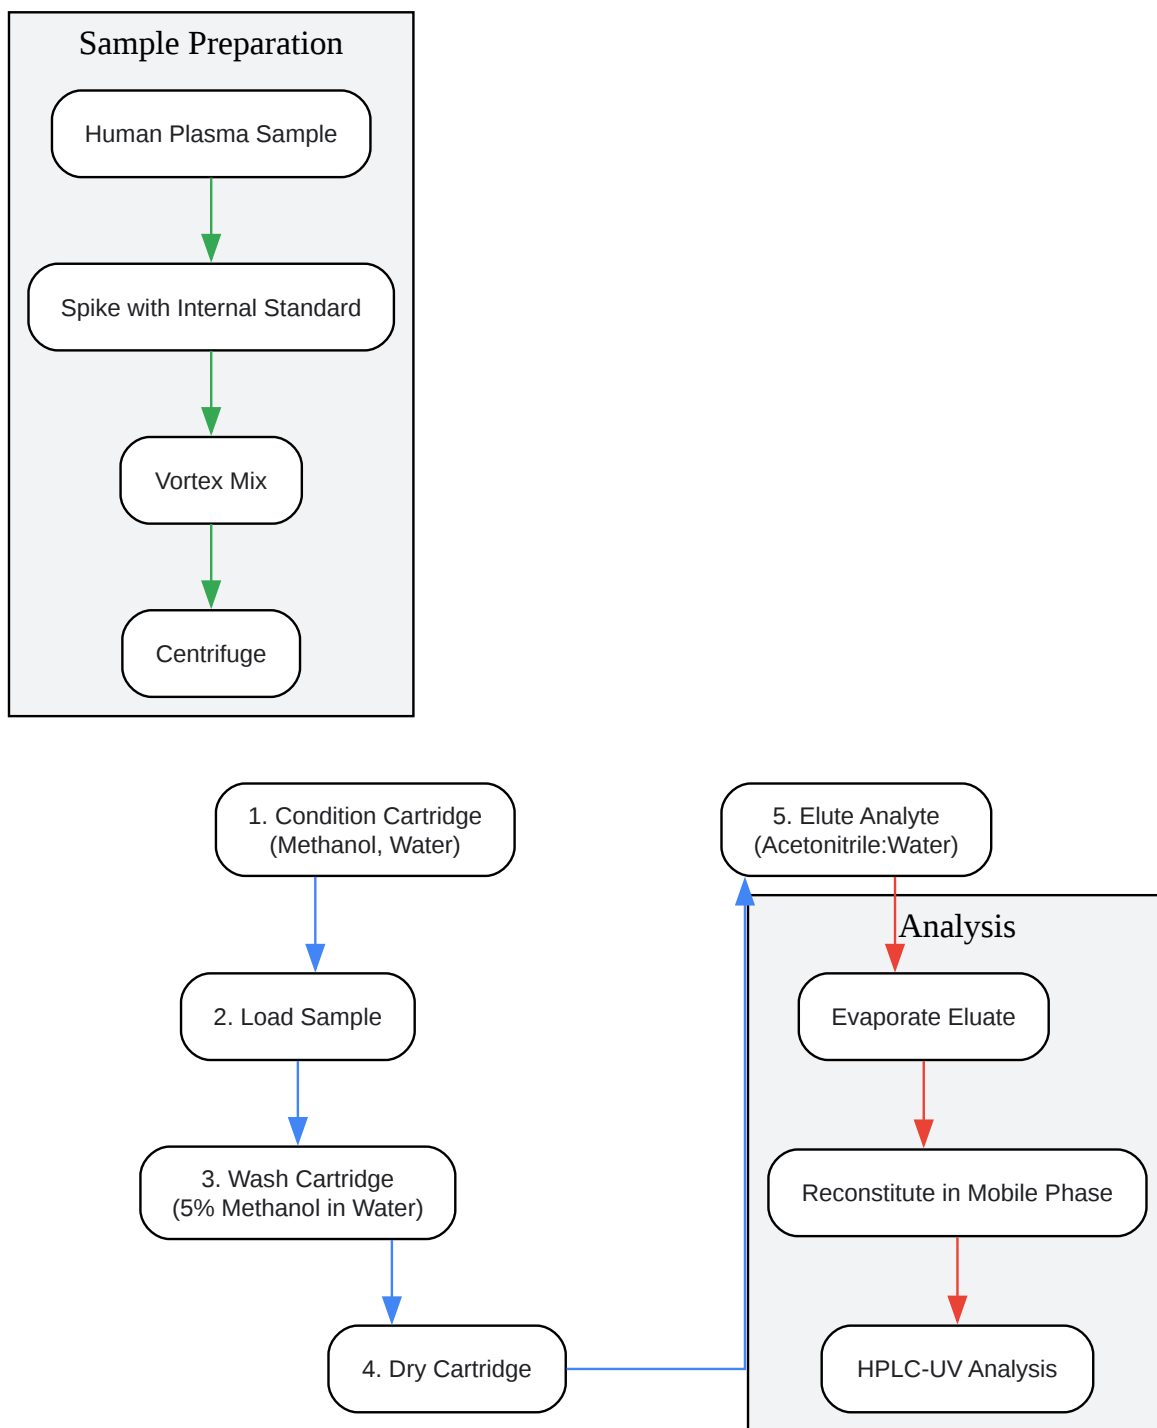 Sample Preparation
Human Plasma Sample
Spike with Internal Standard
Vortex Mix
Centrifuge
1. Condition Cartridge
(Methanol, Water)
2. Load Sample
3. Wash Cartridge
(5% Methanol in Water)
4. Dry Cartridge
5. Elute Analyte
(Acetonitrile:Water)
Analysis
Evaporate Eluate
Reconstitute in Mobile Phase
HPLC-UV Analysis